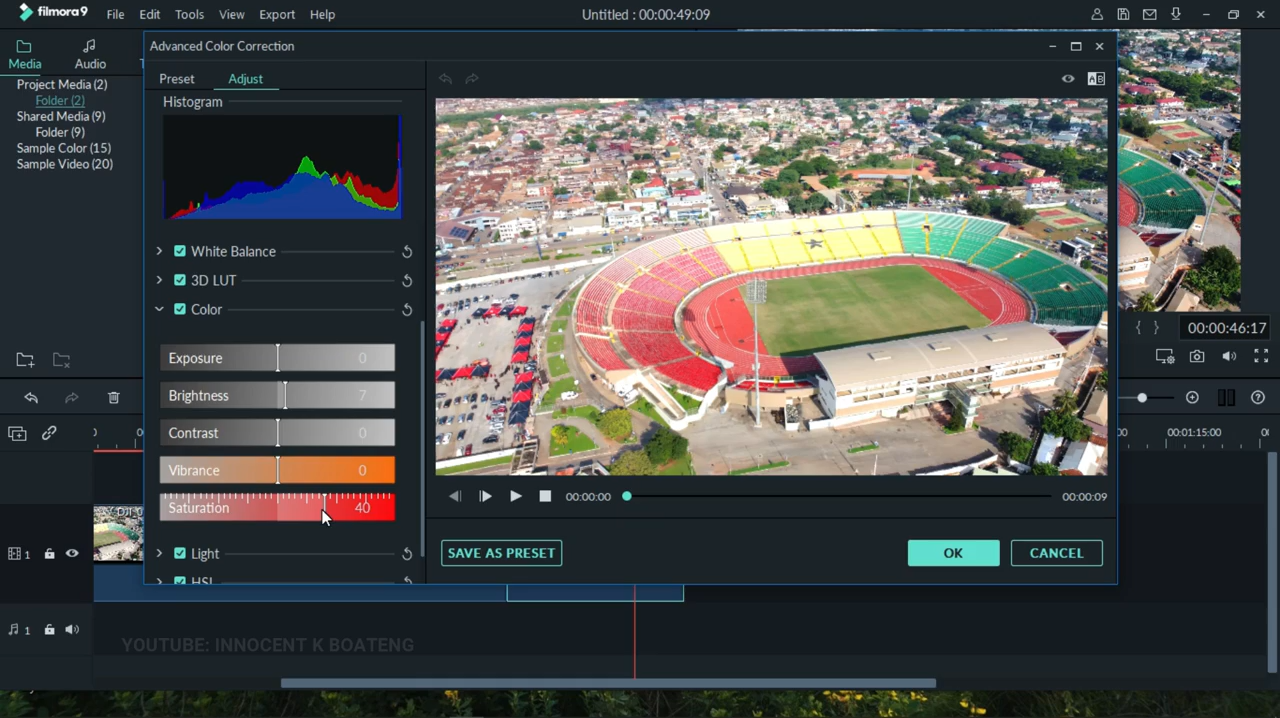 filmora9 File Edit Tools View Export Help Untitled : 00:00:49:09
Media Audio
Project Media (2)
Folder (2)
Shared Media (9)
Folder (9)
Sample Color (15)
Sample Video (20)
Advanced Color Correction
Preset Adjust
Histogram
White Balance
3D LUT
Color
Exposure 0
Brightness 7
Contrast 0
Vibrance 0
Saturation 40
Light
HSL
00:00:00 00:00:09
SAVE AS PRESET OK CANCEL
{ } 00:00:46:17
00:01:15:00
1
1
YOUTUBE: INNOCENT K BOATENG